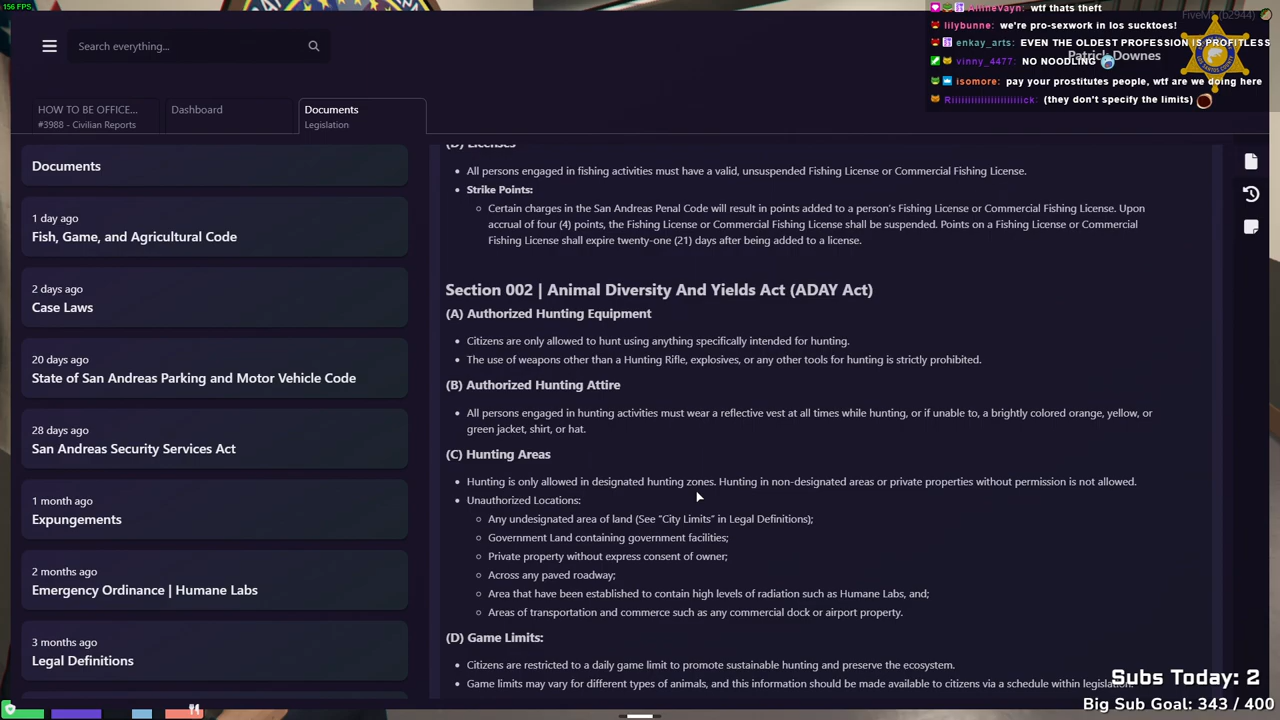 156 FPS
AnneVayn: wtf thats theft
FiveM® (b2944)
lilybunne: we're pro-sexwork in los sucktoes!
enkay_arts: EVEN THE OLDEST PROFESSION IS PROFITLESS
Search everything...
Patrick Downes
vinny_4477: NO NOODLING
isomore: pay your prostitutes people, wtf are we doing here
Riiiiiiiiiiiiiiiiiick: (they don't specify the limits)
HOW TO BE OFFICE...
#3988 - Civilian Reports
Dashboard
Documents
Legislation
Documents
1 day ago
Fish, Game, and Agricultural Code
2 days ago
Case Laws
20 days ago
State of San Andreas Parking and Motor Vehicle Code
28 days ago
San Andreas Security Services Act
1 month ago
Expungements
2 months ago
Emergency Ordinance | Humane Labs
3 months ago
Legal Definitions
(D) Licenses
All persons engaged in fishing activities must have a valid, unsuspended Fishing License or Commercial Fishing License.
Strike Points:
Certain charges in the San Andreas Penal Code will result in points added to a person's Fishing License or Commercial Fishing License. Upon
accrual of four (4) points, the Fishing License or Commercial Fishing License shall be suspended. Points on a Fishing License or Commercial
Fishing License shall expire twenty-one (21) days after being added to a license.
Section 002 | Animal Diversity And Yields Act (ADAY Act)
(A) Authorized Hunting Equipment
Citizens are only allowed to hunt using anything specifically intended for hunting.
The use of weapons other than a Hunting Rifle, explosives, or any other tools for hunting is strictly prohibited.
(B) Authorized Hunting Attire
All persons engaged in hunting activities must wear a reflective vest at all times while hunting, or if unable to, a brightly colored orange, yellow, or
green jacket, shirt, or hat.
(C) Hunting Areas
Hunting is only allowed in designated hunting zones. Hunting in non-designated areas or private properties without permission is not allowed.
Unauthorized Locations:
Any undesignated area of land (See "City Limits" in Legal Definitions);
Government Land containing government facilities;
Private property without express consent of owner;
Across any paved roadway;
Area that have been established to contain high levels of radiation such as Humane Labs, and;
Areas of transportation and commerce such as any commercial dock or airport property.
(D) Game Limits:
Citizens are restricted to a daily game limit to promote sustainable hunting and preserve the ecosystem.
Game limits may vary for different types of animals, and this information should be made available to citizens via a schedule within legislation.
Subs Today: 2
Big Sub Goal: 343 / 400